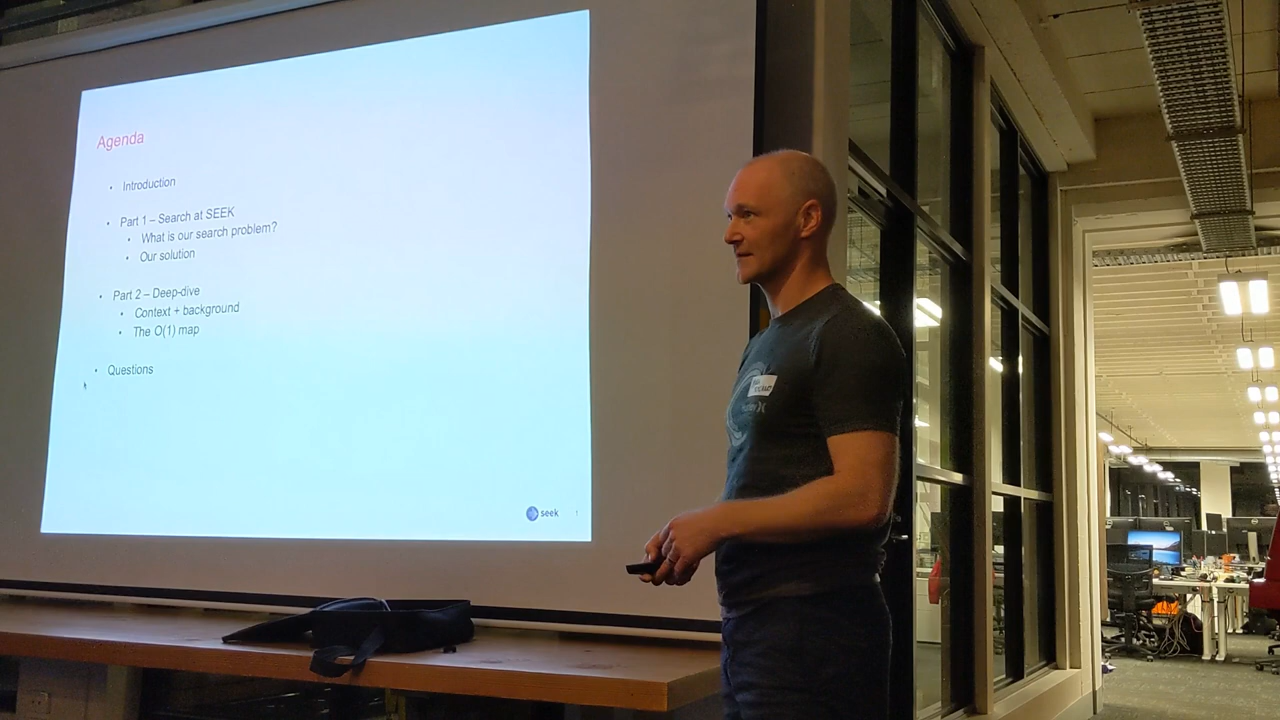 Agenda
• Introduction
• Part 1 – Search at SEEK
• What is our search problem?
• Our solution
• Part 2 – Deep-dive
• Context + background
• The O(1) map
• Questions
seek
1